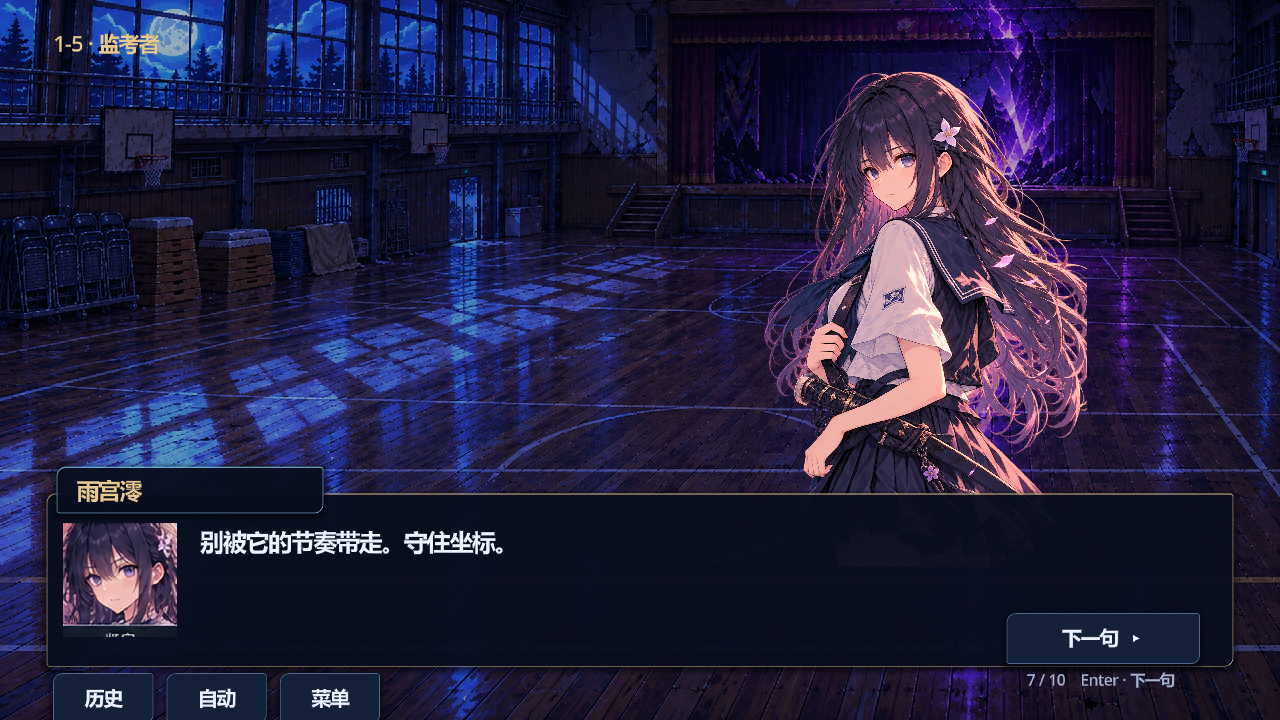 1-5 · 监考者
雨宫澪
别被它的节奏带走。守住坐标。
下一句 ▸
7 / 10 Enter · 下一句
历史
自动
菜单